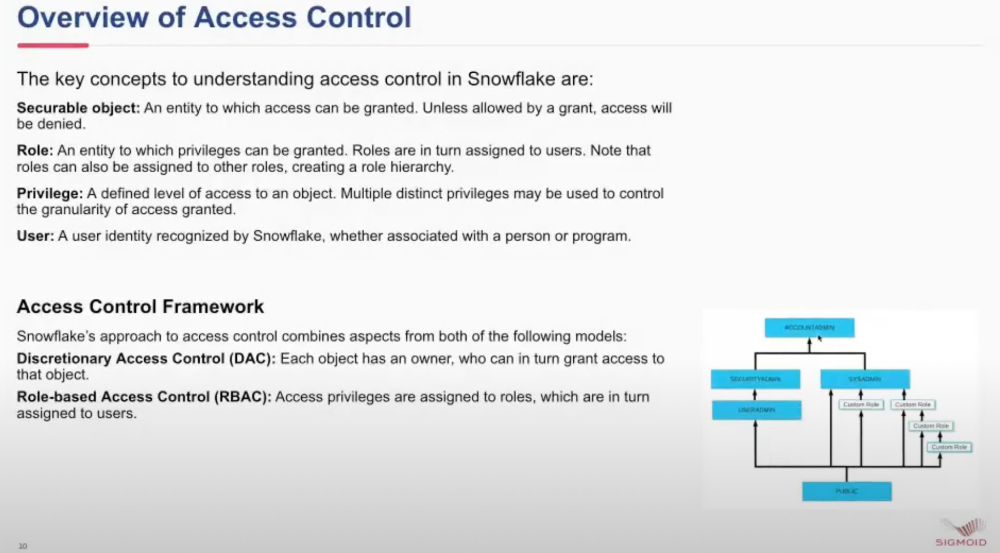 Overview of Access Control
The key concepts to understanding access control in Snowflake are:
Securable object: An entity to which access can be granted. Unless allowed by a grant, access will
be denied.
Role: An entity to which privileges can be granted. Roles are in turn assigned to users. Note that
roles can also be assigned to other roles, creating a role hierarchy.
Privilege: A defined level of access to an object. Multiple distinct privileges may be used to control
the granularity of access granted.
User: A user identity recognized by Snowflake, whether associated with a person or program.
Access Control Framework
Snowflake's approach to access control combines aspects from both of the following models:
Discretionary Access Control (DAC): Each object has an owner, who can in turn grant access to
that object.
Role-based Access Control (RBAC): Access privileges are assigned to roles, which are in turn
assigned to users.
ACCOUNTADMIN
SECURITYADMIN
SYSADMIN
USERADMIN
Custom Role
Custom Role
Custom Role
Custom Role
PUBLIC
SIGMOID
10